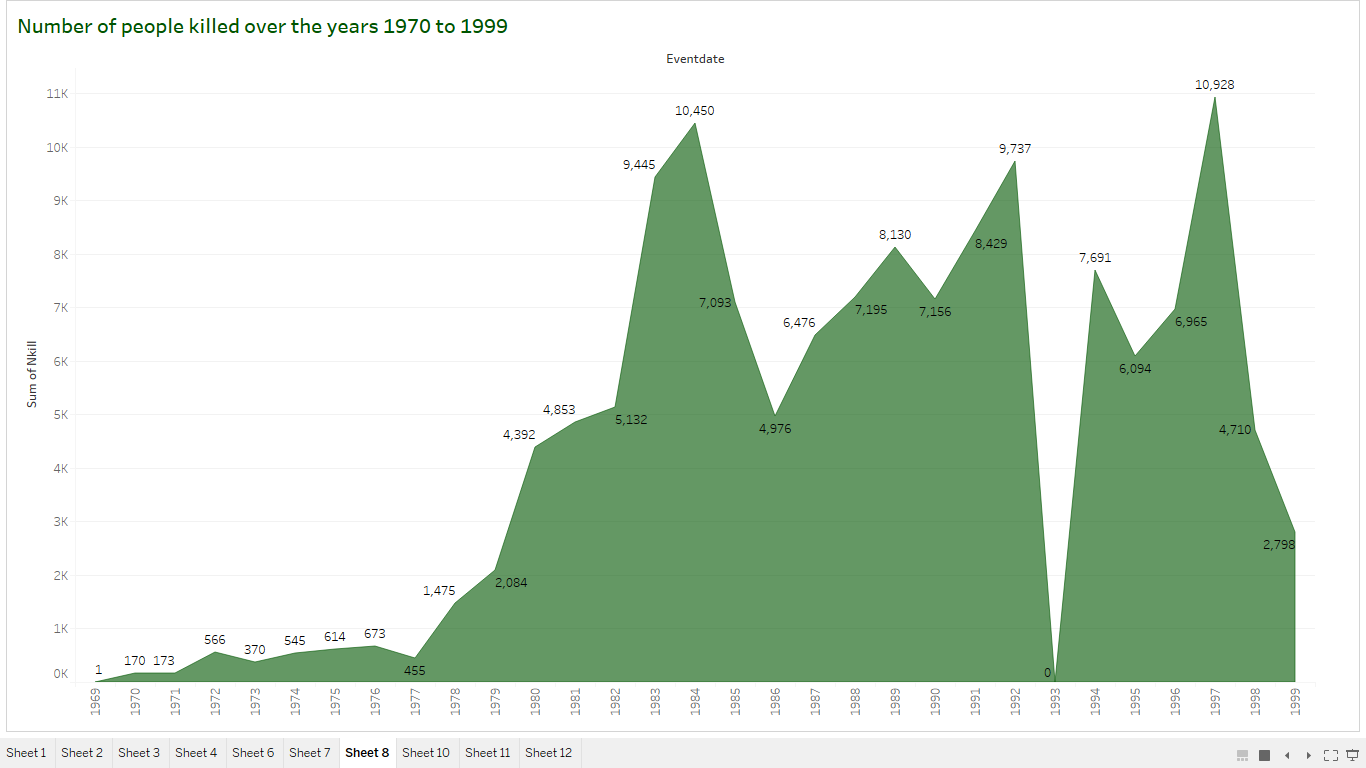 Number of people killed over the years 1970 to 1999
Eventdate
Sum of Nkill
11K
10K
9K
8K
7K
6K
5K
4K
3K
2K
1K
0K
1
170
173
566
370
545
614
673
455
1,475
2,084
4,392
4,853
5,132
9,445
10,450
7,093
4,976
6,476
7,195
8,130
7,156
8,429
9,737
0
7,691
6,094
6,965
10,928
4,710
2,798
1969 1970 1971 1972 1973 1974 1975 1976 1977 1978 1979 1980 1981 1982 1983 1984 1985 1986 1987 1988 1989 1990 1991 1992 1993 1994 1995 1996 1997 1998 1999
Sheet 1 Sheet 2 Sheet 3 Sheet 4 Sheet 6 Sheet 7 Sheet 8 Sheet 10 Sheet 11 Sheet 12